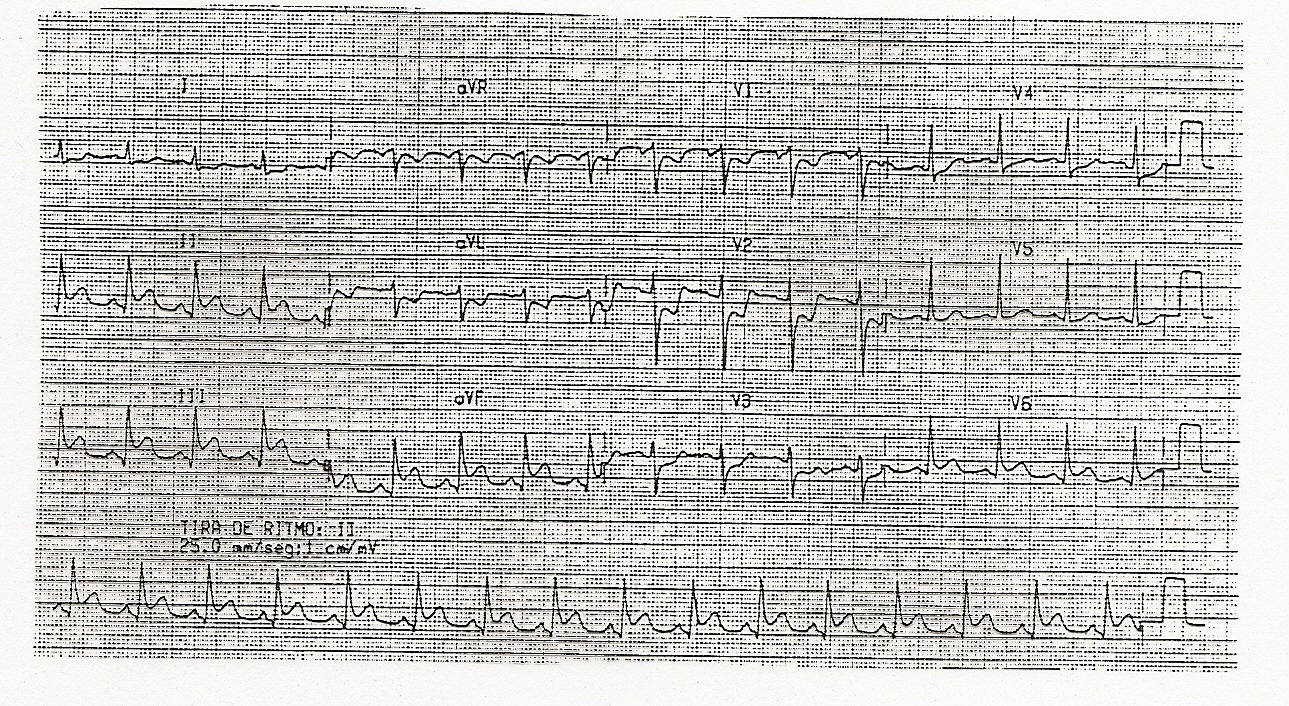 I aVR V1 V4
II aVL V2 V5
III aVF V3 V6
TIRA DE RITMO: II
25.0 mm/seg;1 cm/mV